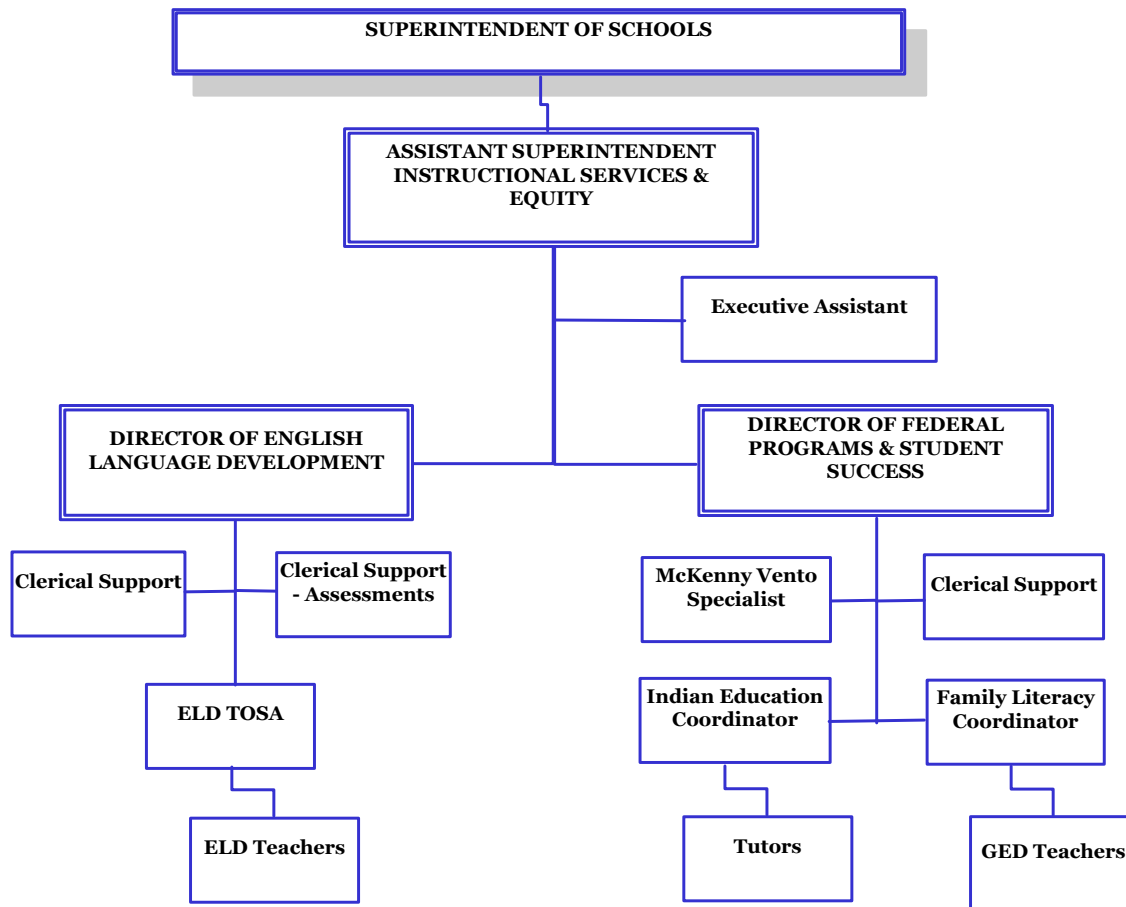 SUPERINTENDENT OF SCHOOLS
ASSISTANT SUPERINTENDENT
INSTRUCTIONAL SERVICES &
EQUITY
Executive Assistant
DIRECTOR OF ENGLISH
LANGUAGE DEVELOPMENT
DIRECTOR OF FEDERAL
PROGRAMS & STUDENT
SUCCESS
Clerical Support
Clerical Support
- Assessments
McKenny Vento
Specialist
Clerical Support
ELD TOSA
Indian Education
Coordinator
Family Literacy
Coordinator
ELD Teachers
Tutors
GED Teachers